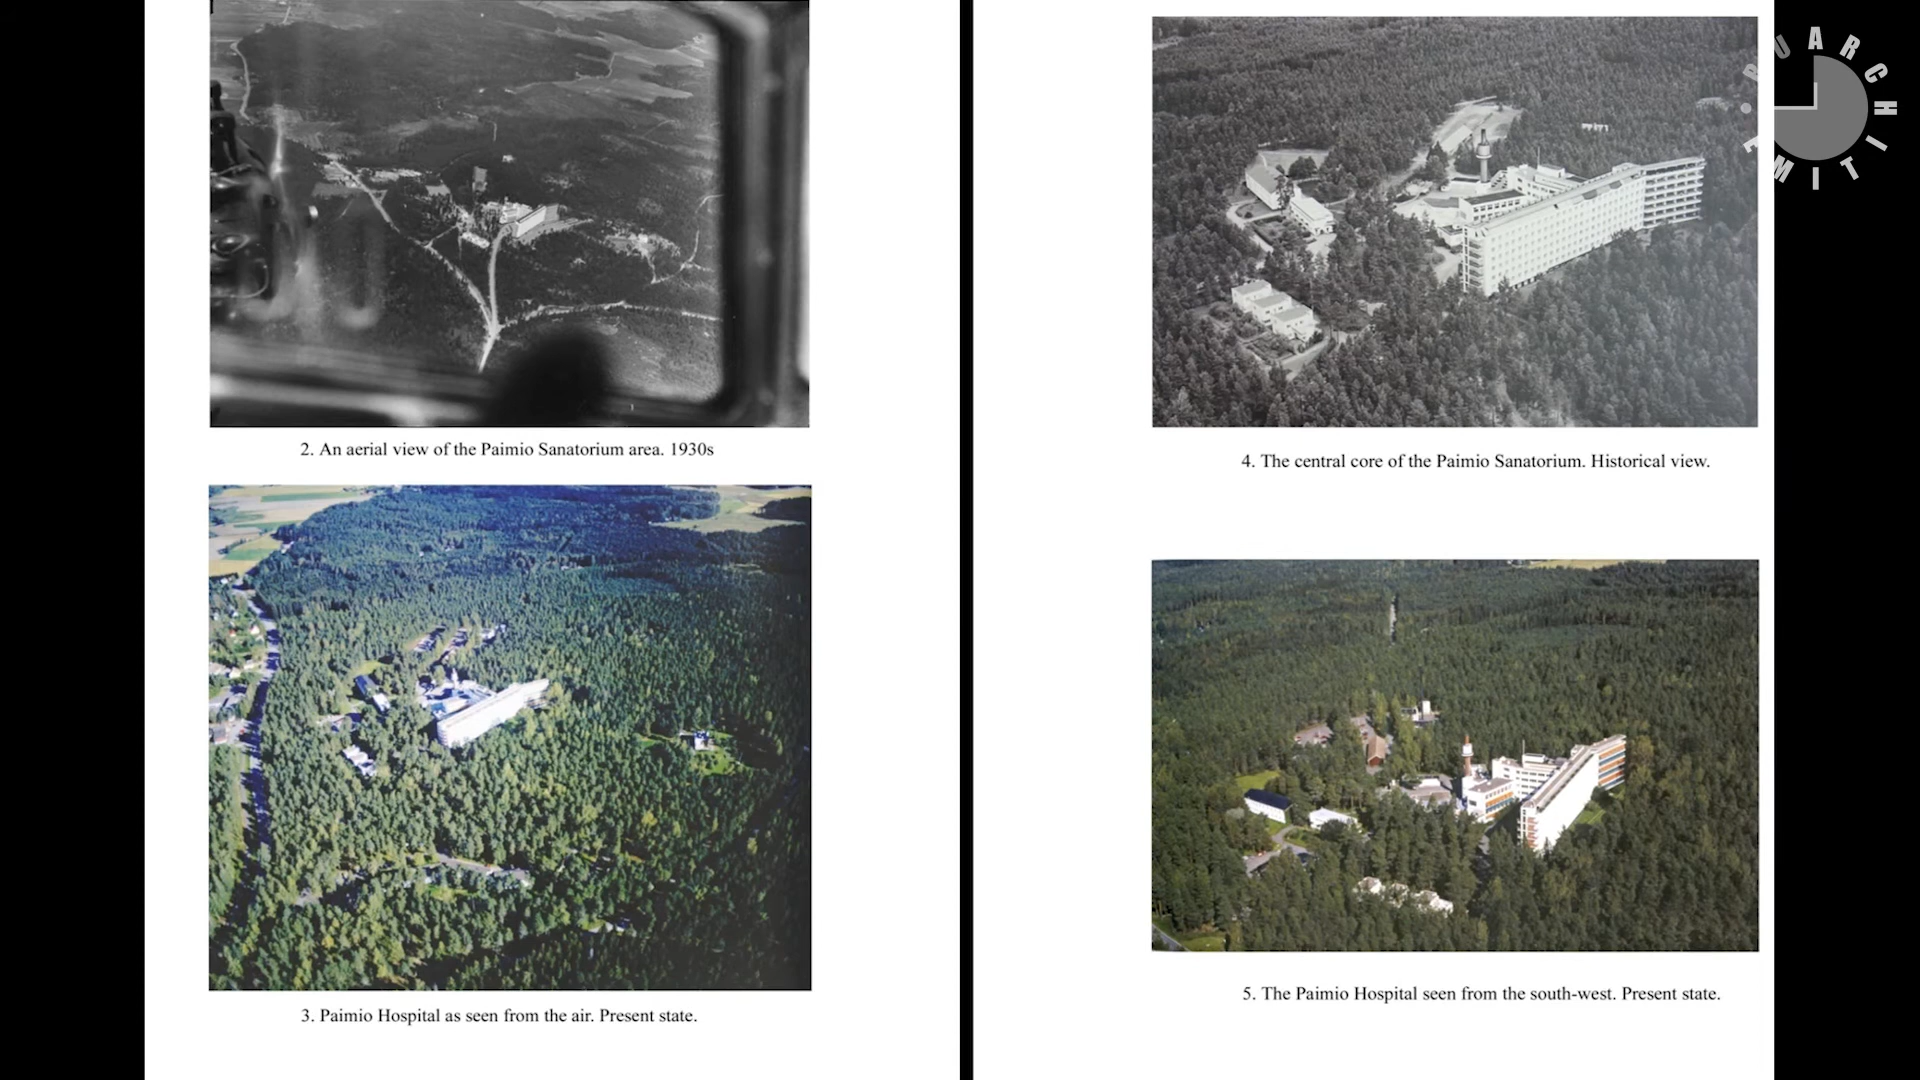 2. An aerial view of the Paimio Sanatorium area. 1930s
3. Paimio Hospital as seen from the air. Present state.
4. The central core of the Paimio Sanatorium. Historical view.
5. The Paimio Hospital seen from the south-west. Present state.
ARCHITIME.RU